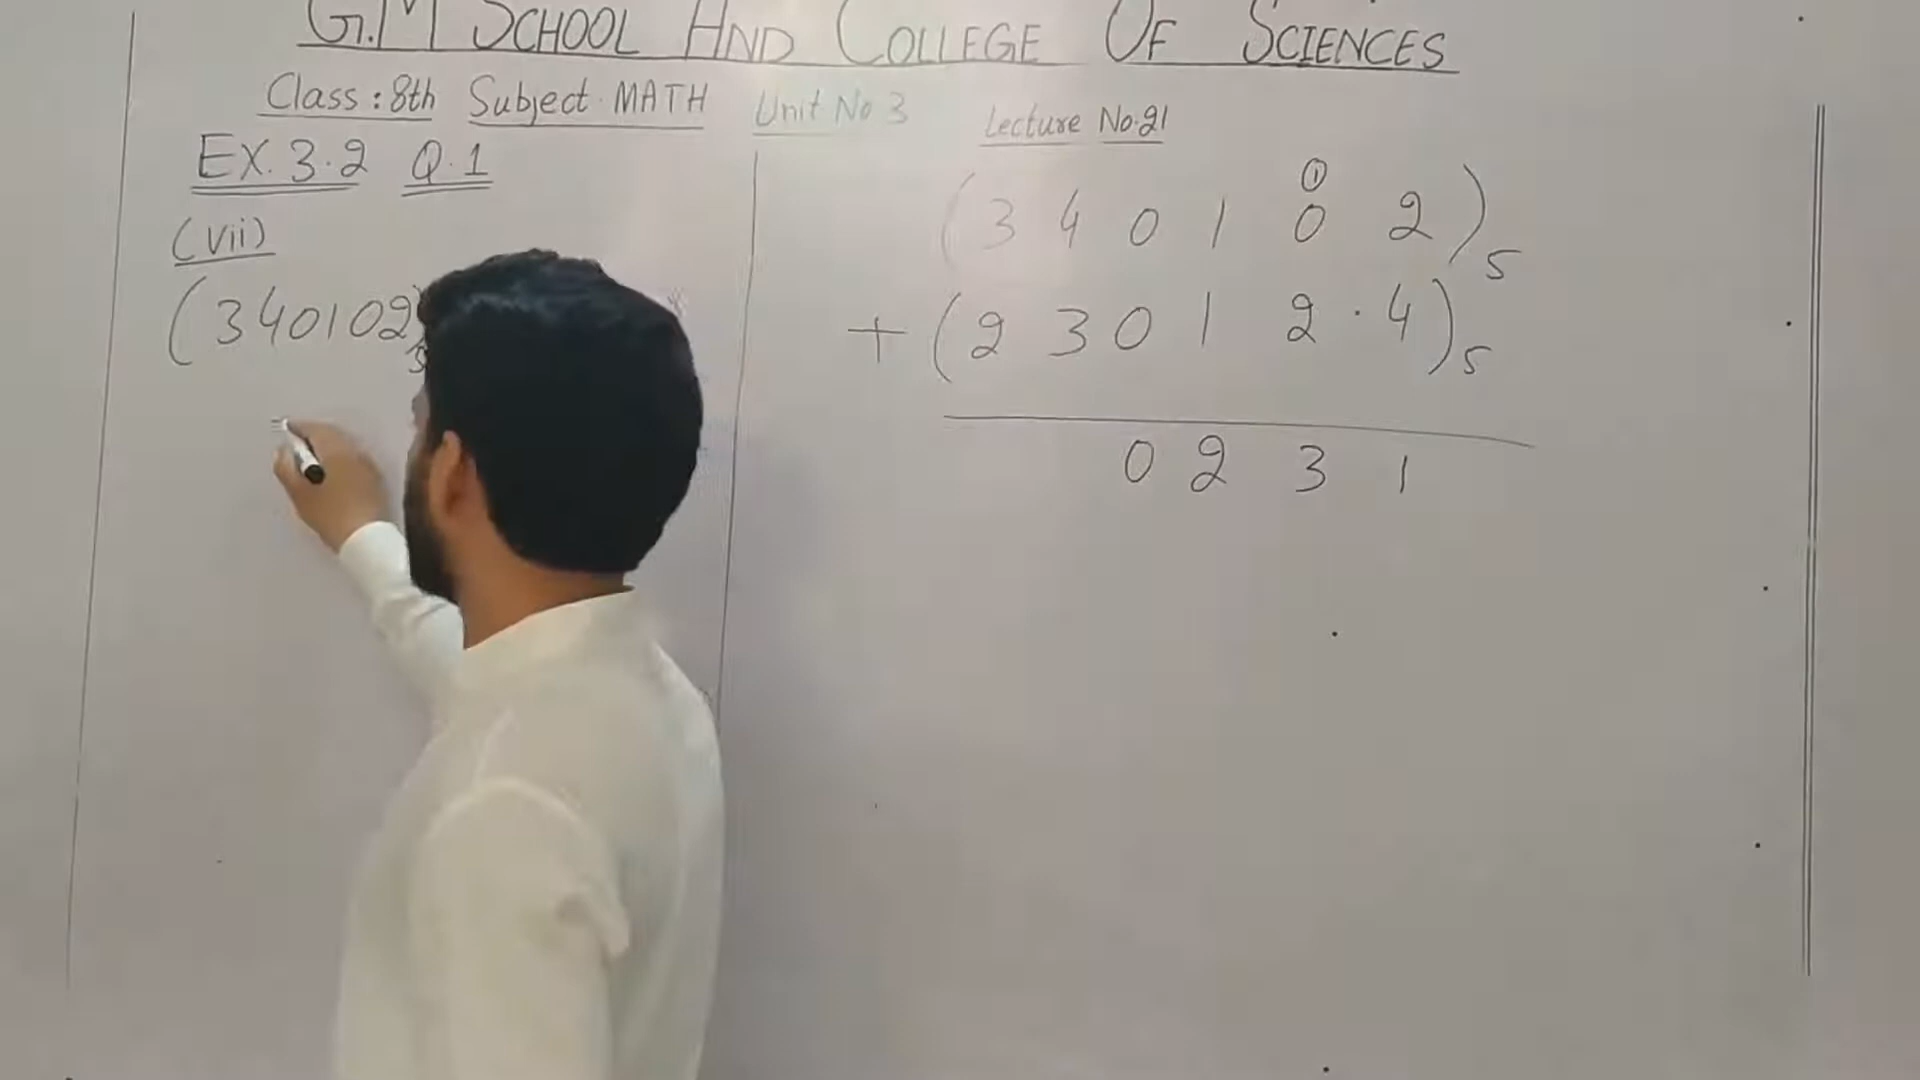 G.M SCHOOL AND COLLEGE OF SCIENCES
Class : 8th Subject · MATH Unit No 3 Lecture No.21
EX. 3.2 Q.1
(vii)
(340102)5
1
(3 4 0 1 0 2)5
+ (2 3 0 1 2 · 4)5
0 2 3 1